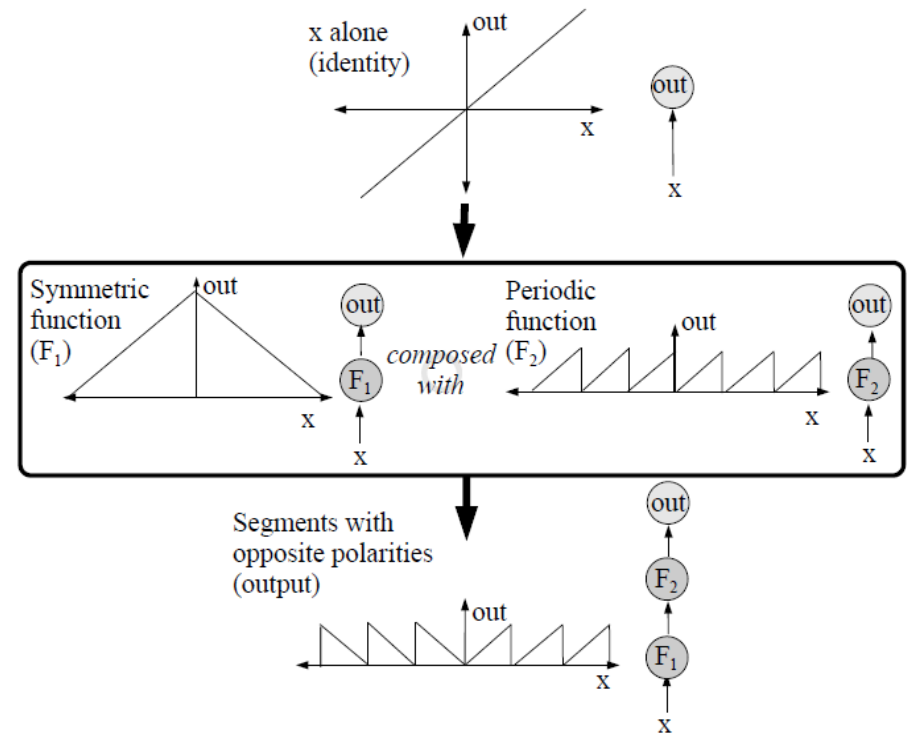 x alone
(identity)
out
x
out
x
Symmetric
function
(F1)
out
x
out
F1
x
composed
with
Periodic
function
(F2)
out
x
out
F2
x
Segments with
opposite polarities
(output)
out
x
out
F2
F1
x